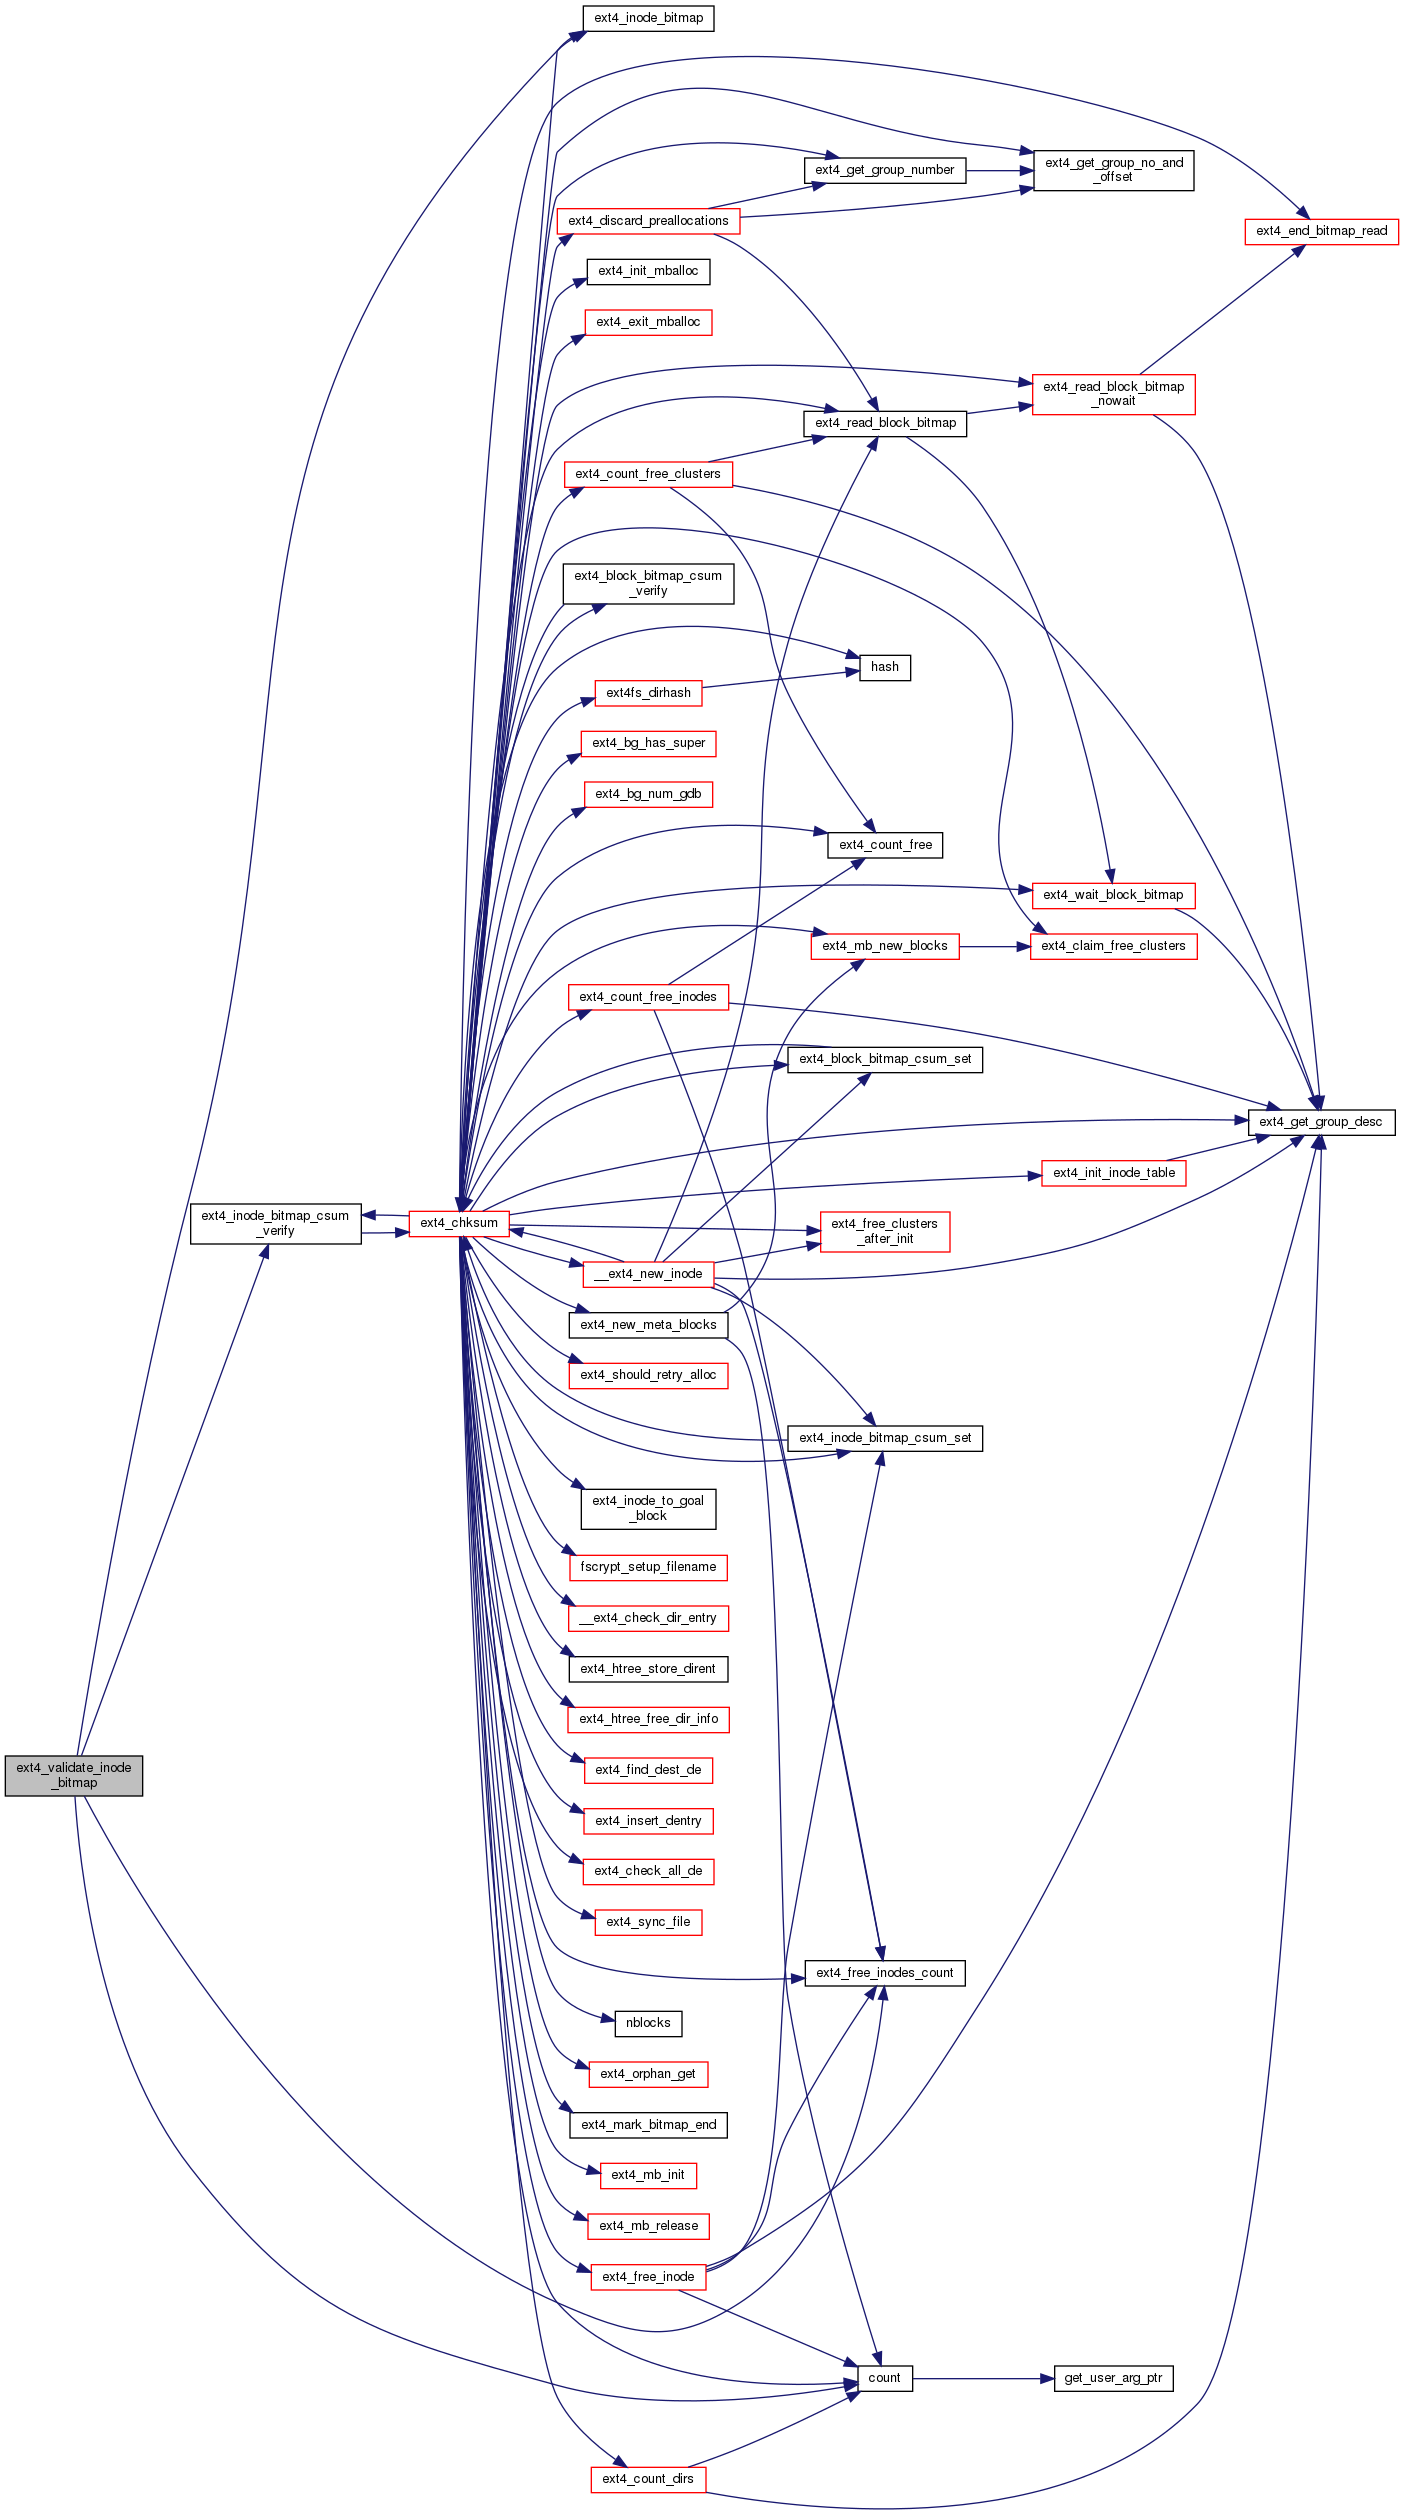 ext4_inode_bitmap
ext4_get_group_number
ext4_get_group_no_and
_offset
ext4_discard_preallocations
ext4_end_bitmap_read
ext4_init_mballoc
ext4_exit_mballoc
ext4_read_block_bitmap
_nowait
ext4_read_block_bitmap
ext4_count_free_clusters
ext4_block_bitmap_csum
_verify
hash
ext4fs_dirhash
ext4_bg_has_super
ext4_bg_num_gdb
ext4_count_free
ext4_wait_block_bitmap
ext4_mb_new_blocks
ext4_claim_free_clusters
ext4_count_free_inodes
ext4_block_bitmap_csum_set
ext4_get_group_desc
ext4_init_inode_table
ext4_inode_bitmap_csum
_verify
ext4_chksum
ext4_free_clusters
_after_init
__ext4_new_inode
ext4_new_meta_blocks
ext4_should_retry_alloc
ext4_inode_bitmap_csum_set
ext4_inode_to_goal
_block
fscrypt_setup_filename
__ext4_check_dir_entry
ext4_htree_store_dirent
ext4_htree_free_dir_info
ext4_validate_inode
_bitmap
ext4_find_dest_de
ext4_insert_dentry
ext4_check_all_de
ext4_sync_file
ext4_free_inodes_count
nblocks
ext4_orphan_get
ext4_mark_bitmap_end
ext4_mb_init
ext4_mb_release
ext4_free_inode
count
get_user_arg_ptr
ext4_count_dirs